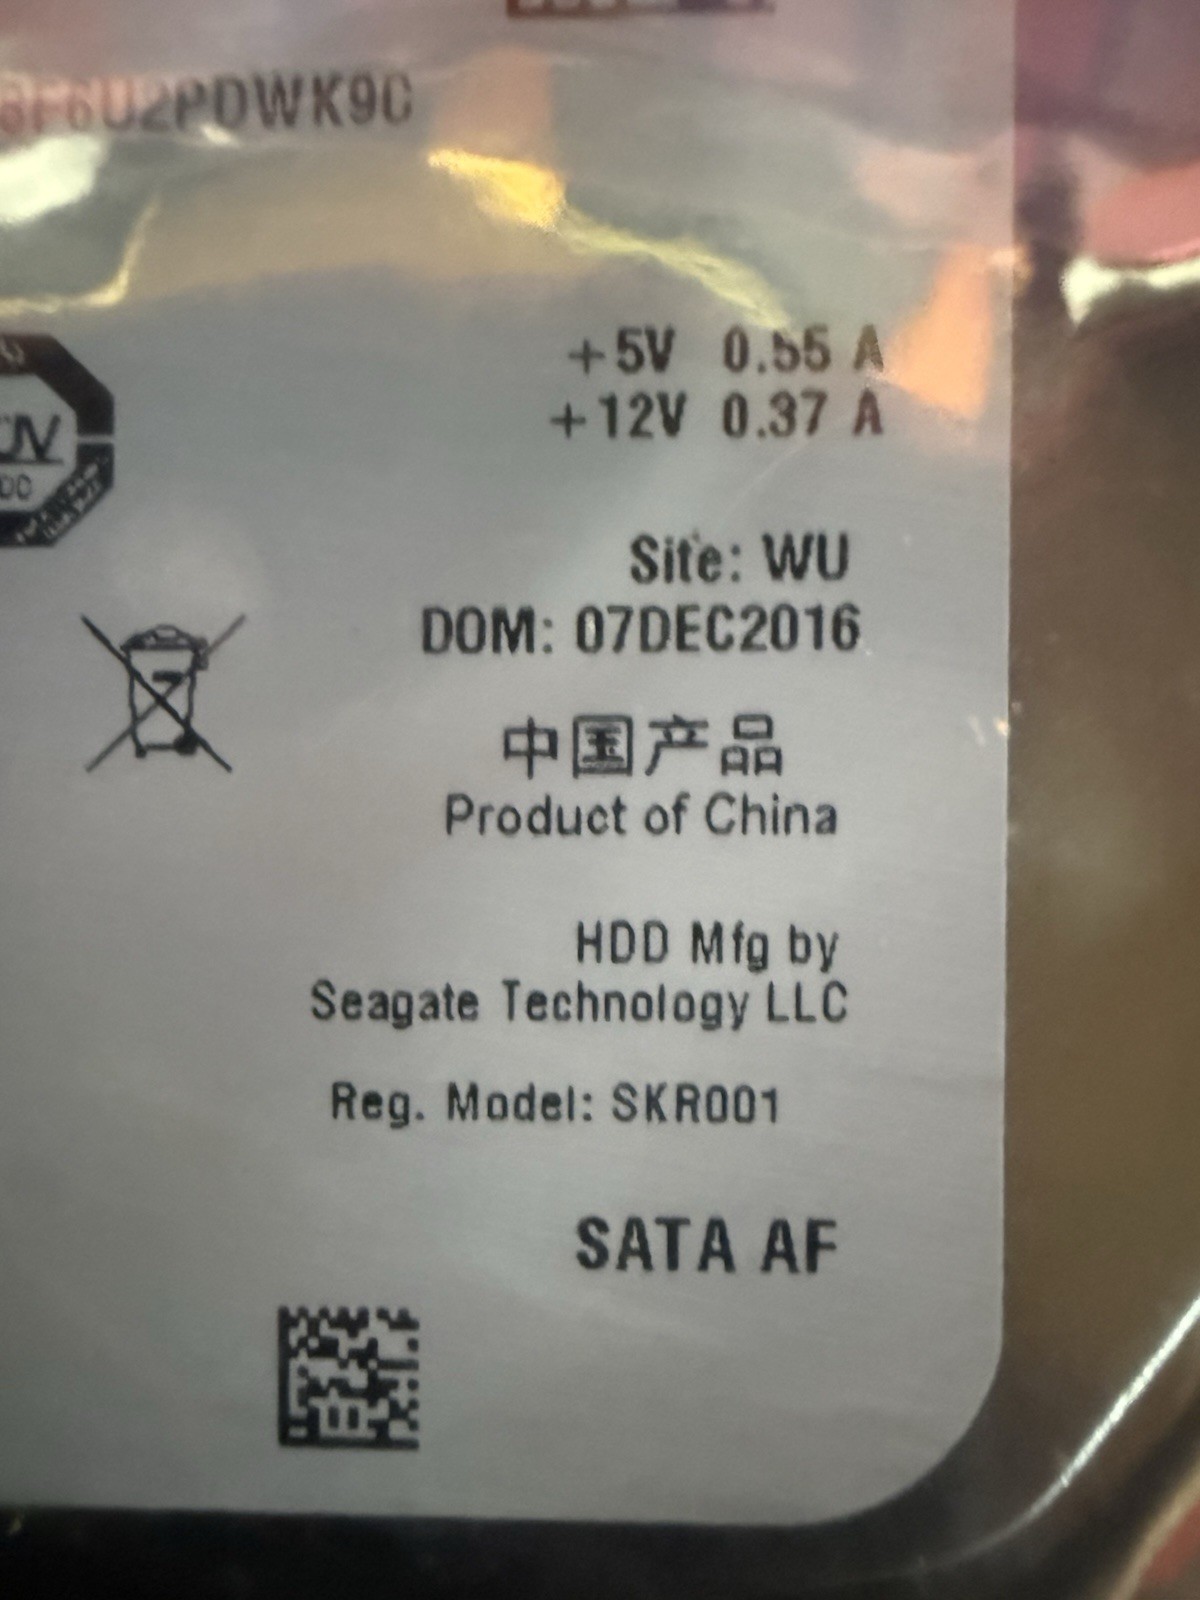 +5V 0.55 A
+12V 0.37 A
Site: WU
DOM: 07DEC2016
中国产品
Product of China
HDD Mfg by
Seagate Technology LLC
Reg. Model: SKR001
SATA AF